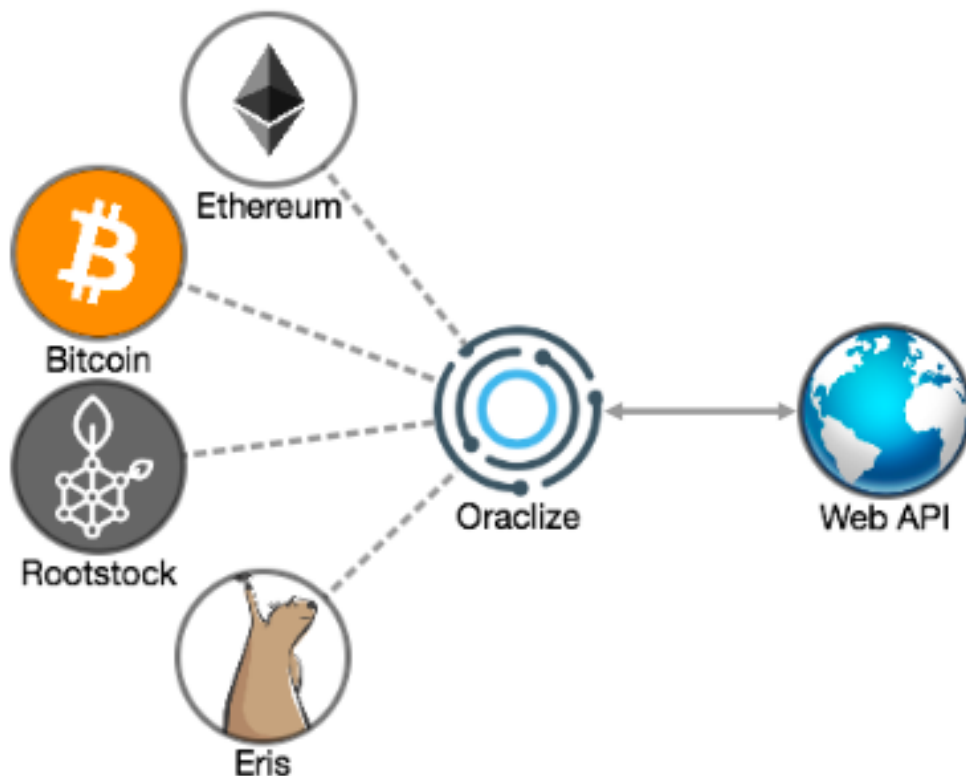 Ethereum
Bitcoin
Rootstock
Eris
Oraclize
Web API